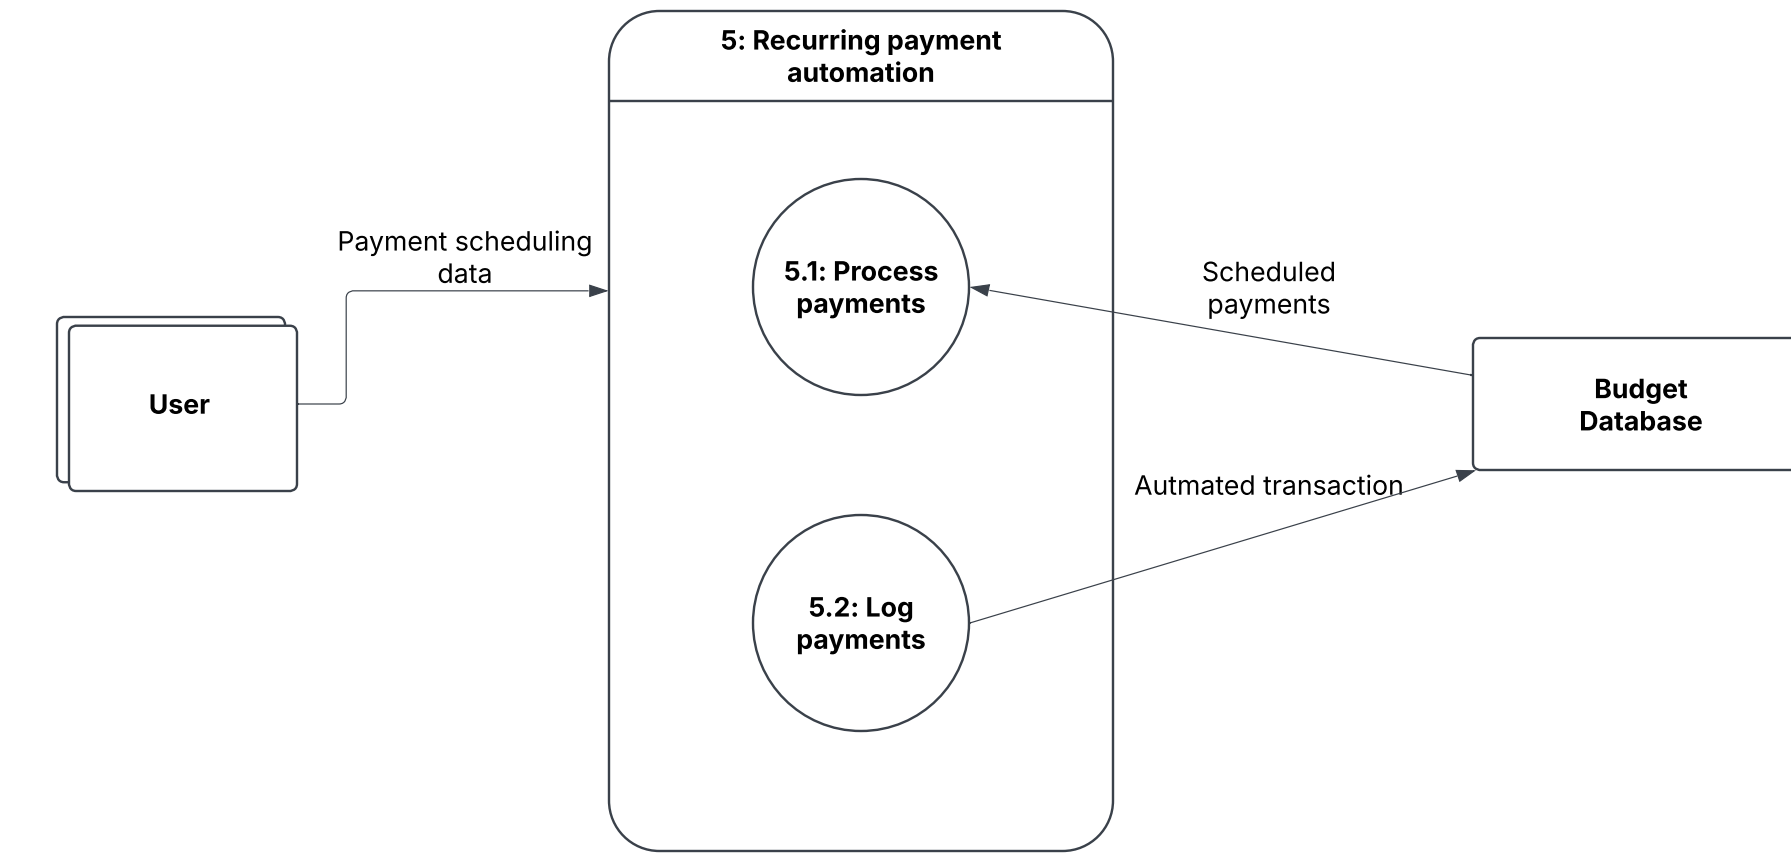 5: Recurring payment
automation
Payment scheduling
data
User
5.1: Process
payments
Scheduled
payments
Budget
Database
Autmated transaction
5.2: Log
payments